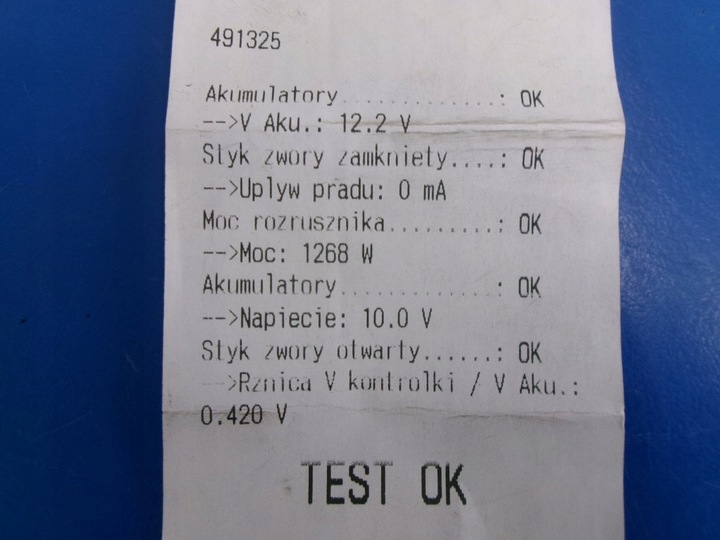 491325
Akumulatory.............: OK
-->V Aku.: 12.2 V
Styk zwory zamkniety....: OK
-->Uplyw pradu: 0 mA
Moc rozrusznika.........: OK
-->Moc: 1268 W
Akumulatory.............: OK
-->Napiecie: 10.0 V
Styk zwory otwarty......: OK
-->Rznica V kontrolki / V Aku.:
0.420 V
TEST OK